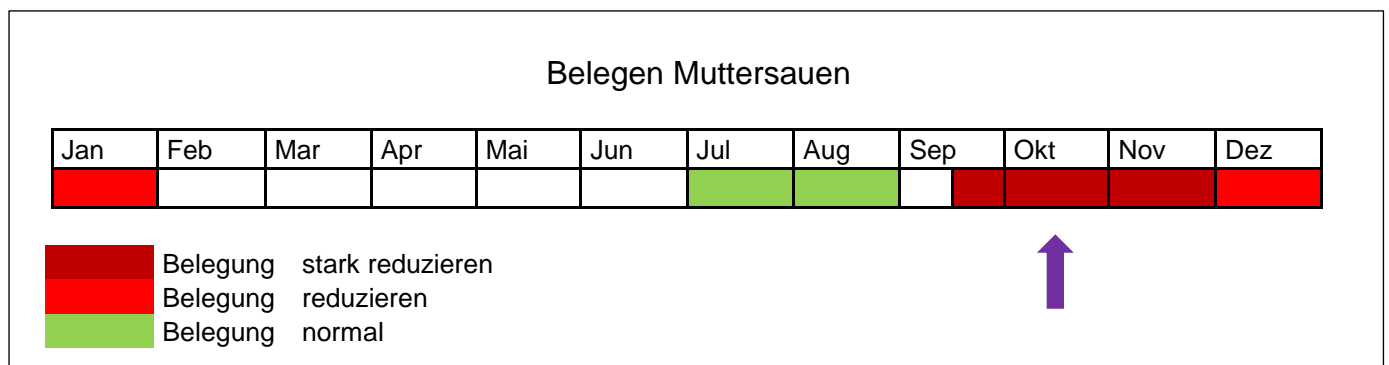 Belegen Muttersauen
Jan Feb Mar Apr Mai Jun Jul Aug Sep Okt Nov Dez
Belegung stark reduzieren
Belegung reduzieren
Belegung normal